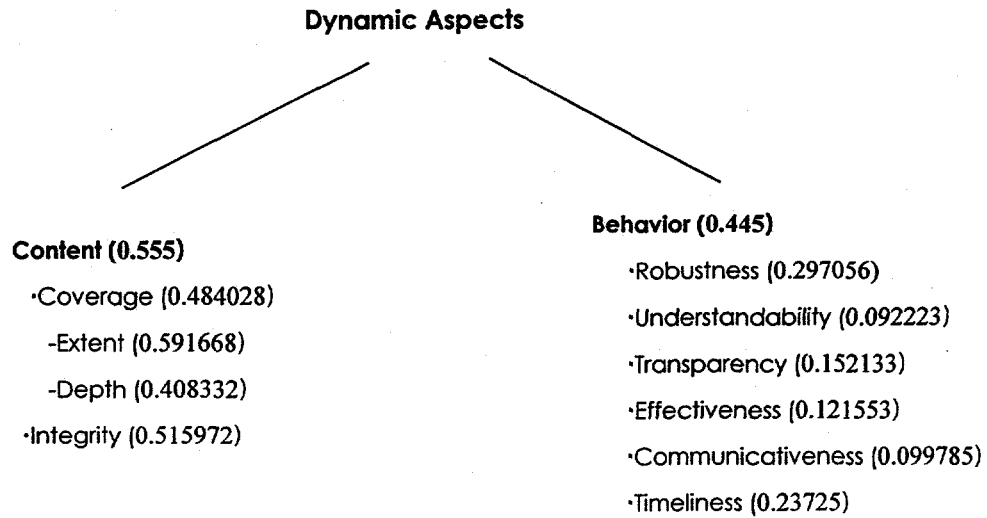 Dynamic Aspects
Content (0.555)
·Coverage (0.484028)
-Extent (0.591668)
-Depth (0.408332)
·Integrity (0.515972)
Behavior (0.445)
·Robustness (0.297056)
·Understandability (0.092223)
·Transparency (0.152133)
·Effectiveness (0.121553)
·Communicativeness (0.099785)
·Timeliness (0.23725)